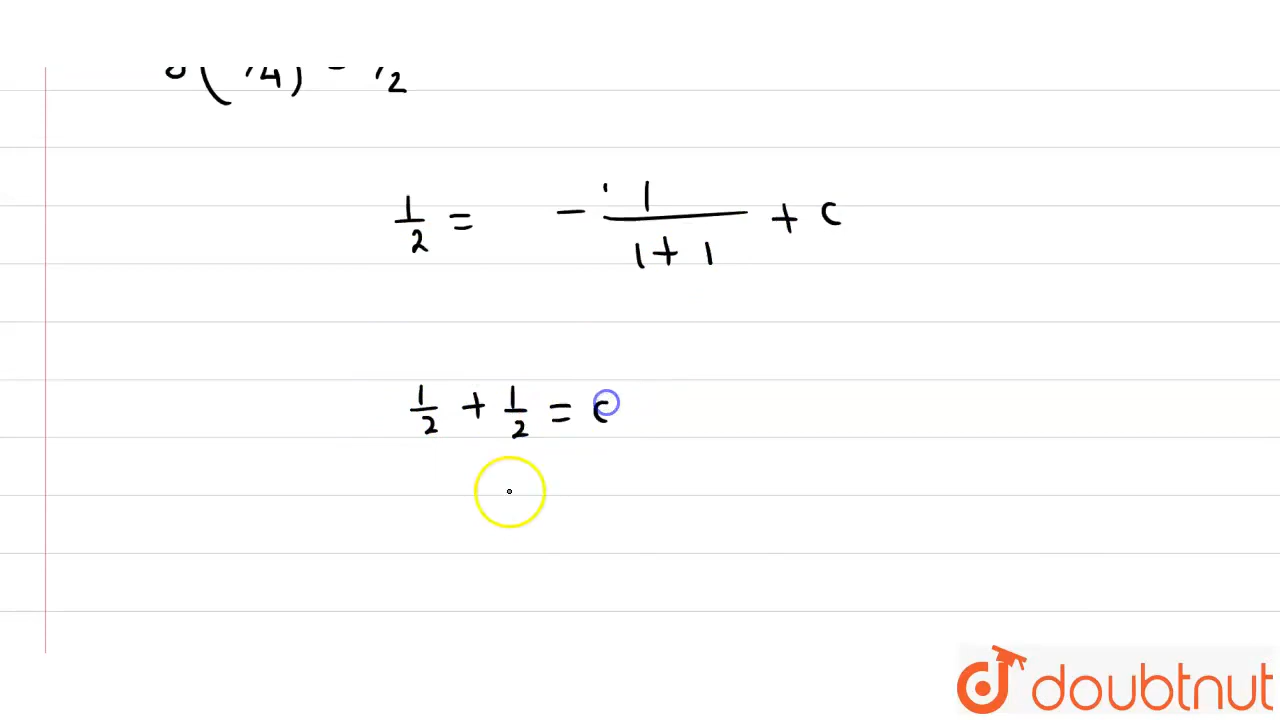 1/2 = - 1/(1+1) + c
1/2 + 1/2 = c
doubtnut